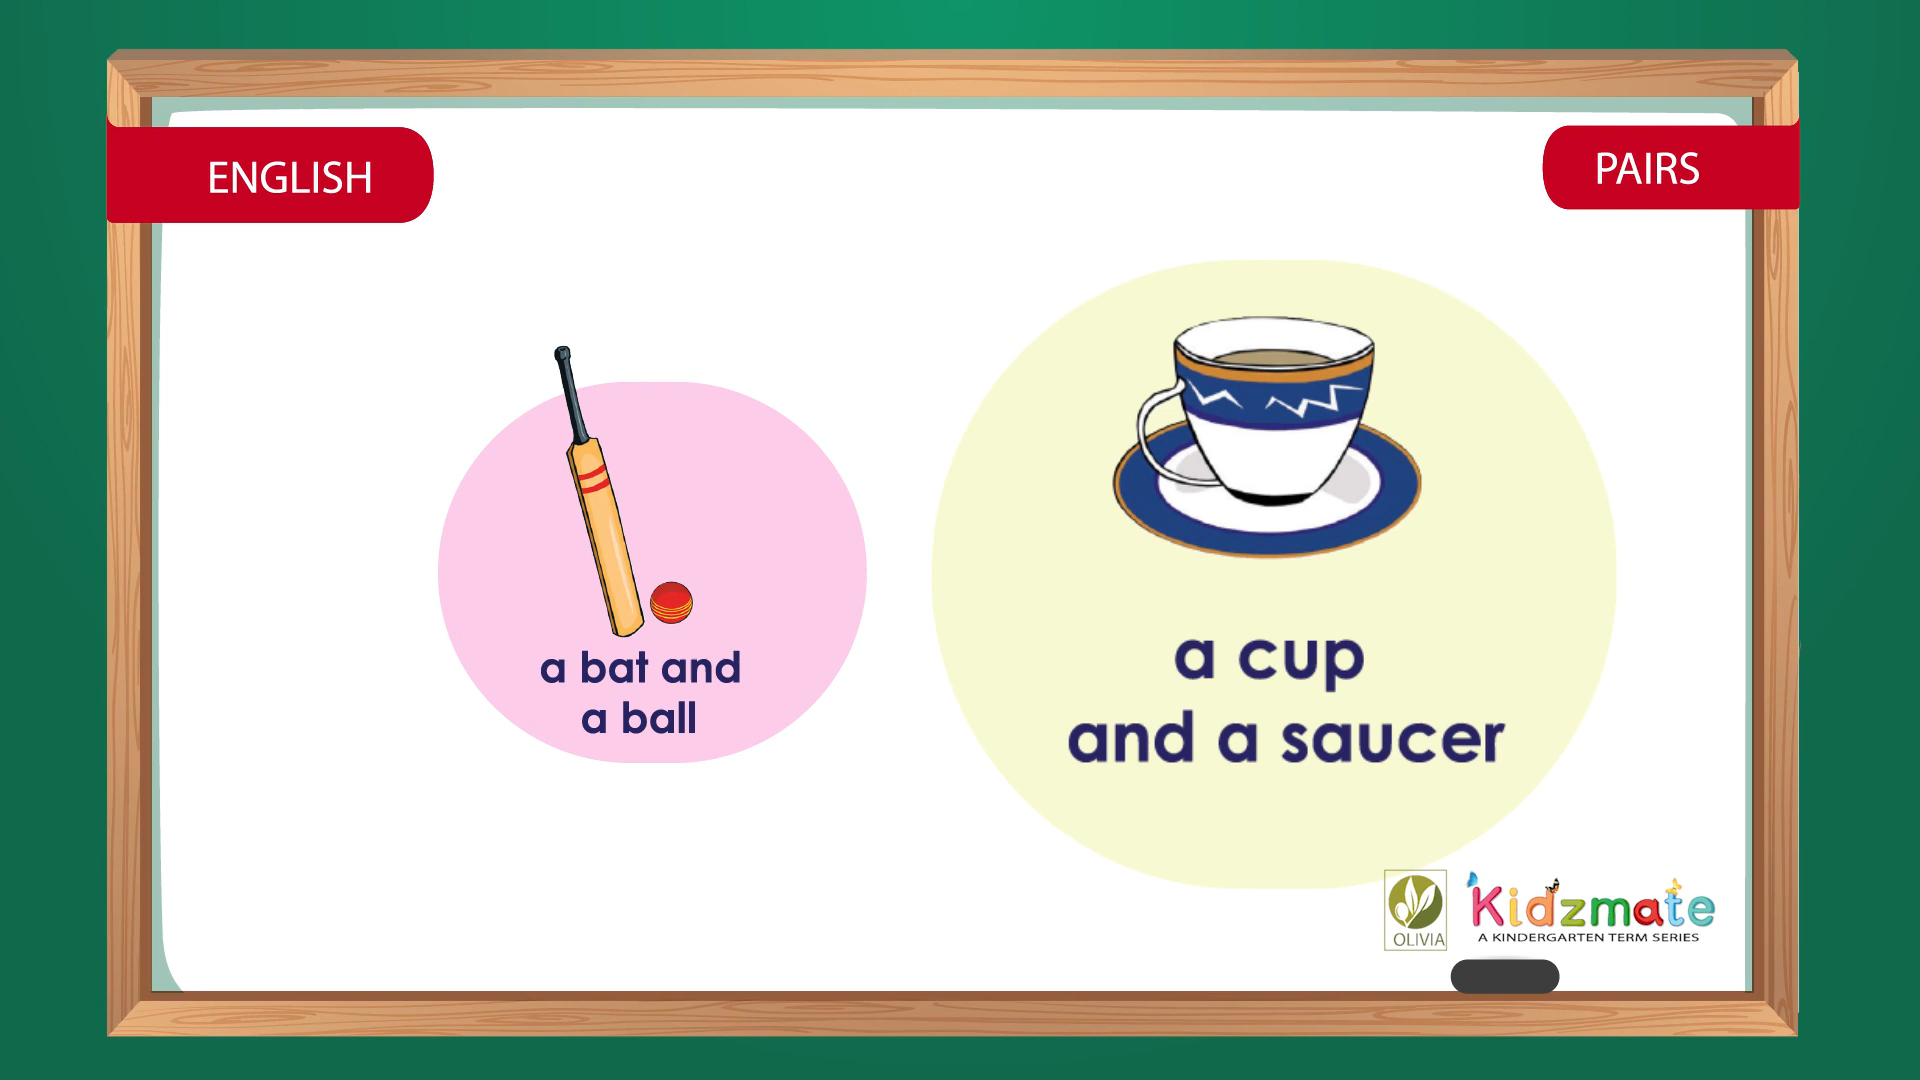 ENGLISH
PAIRS
a bat and
a ball
a cup
and a saucer
OLIVIA
Kidzmate
A KINDERGARTEN TERM SERIES